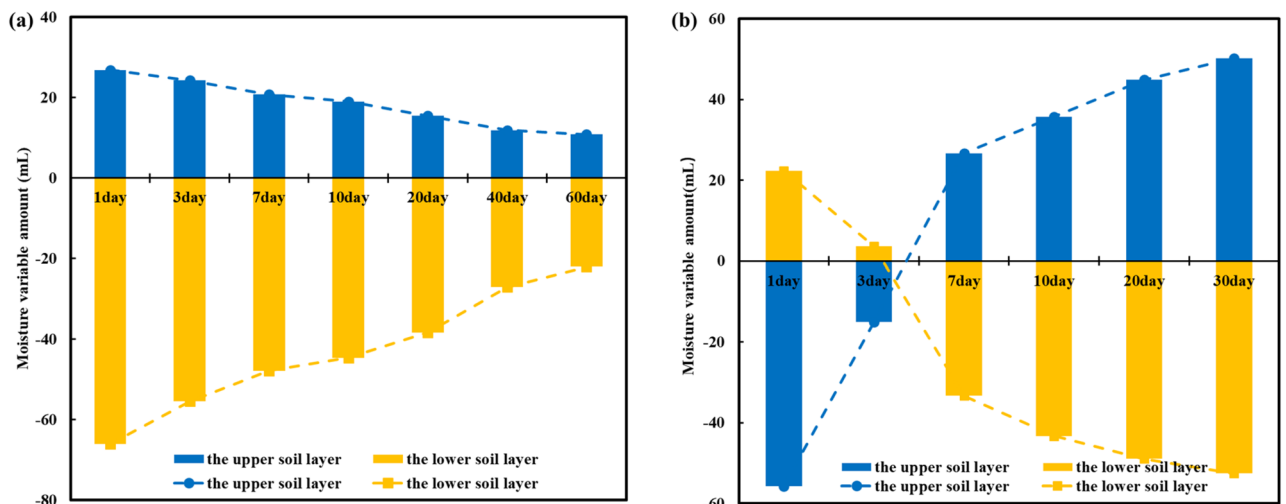 (a)
Moisture variable amount (mL)
40
20
0
-20
-40
-60
-80
1day 3day 7day 10day 20day 40day 60day
the upper soil layer the lower soil layer
the upper soil layer the lower soil layer
(b)
Moisture variable amount(mL)
60
40
20
0
-20
-40
-60
1day 3day 7day 10day 20day 30day
the upper soil layer the lower soil layer
the upper soil layer the lower soil layer